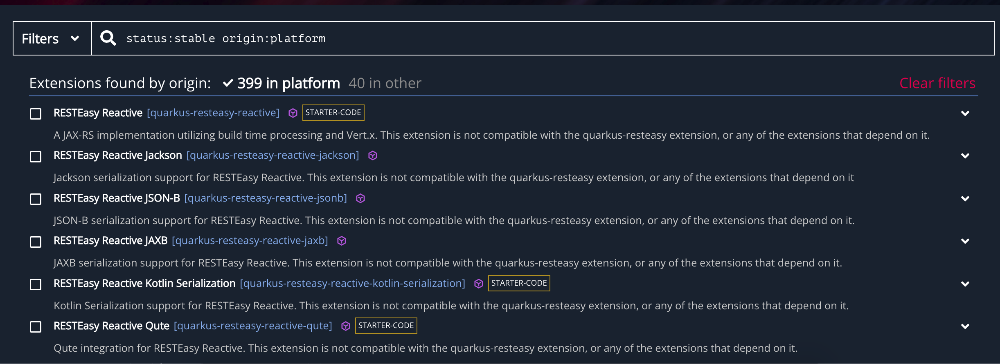 Filters status:stable origin:platform
Extensions found by origin: 399 in platform 40 in other Clear filters
RESTEasy Reactive [quarkus-resteasy-reactive] STARTER-CODE
A JAX-RS implementation utilizing build time processing and Vert.x. This extension is not compatible with the quarkus-resteasy extension, or any of the extensions that depend on it.
RESTEasy Reactive Jackson [quarkus-resteasy-reactive-jackson]
Jackson serialization support for RESTEasy Reactive. This extension is not compatible with the quarkus-resteasy extension, or any of the extensions that depend on it
RESTEasy Reactive JSON-B [quarkus-resteasy-reactive-jsonb]
JSON-B serialization support for RESTEasy Reactive. This extension is not compatible with the quarkus-resteasy extension, or any of the extensions that depend on it.
RESTEasy Reactive JAXB [quarkus-resteasy-reactive-jaxb]
JAXB serialization support for RESTEasy Reactive. This extension is not compatible with the quarkus-resteasy extension, or any of the extensions that depend on it.
RESTEasy Reactive Kotlin Serialization [quarkus-resteasy-reactive-kotlin-serialization] STARTER-CODE
Kotlin Serialization support for RESTEasy Reactive. This extension is not compatible with the quarkus-resteasy extension, or any of the extensions that depend on it.
RESTEasy Reactive Qute [quarkus-resteasy-reactive-qute] STARTER-CODE
Qute integration for RESTEasy Reactive. This extension is not compatible with the quarkus-resteasy extension, or any of the extensions that depend on it.